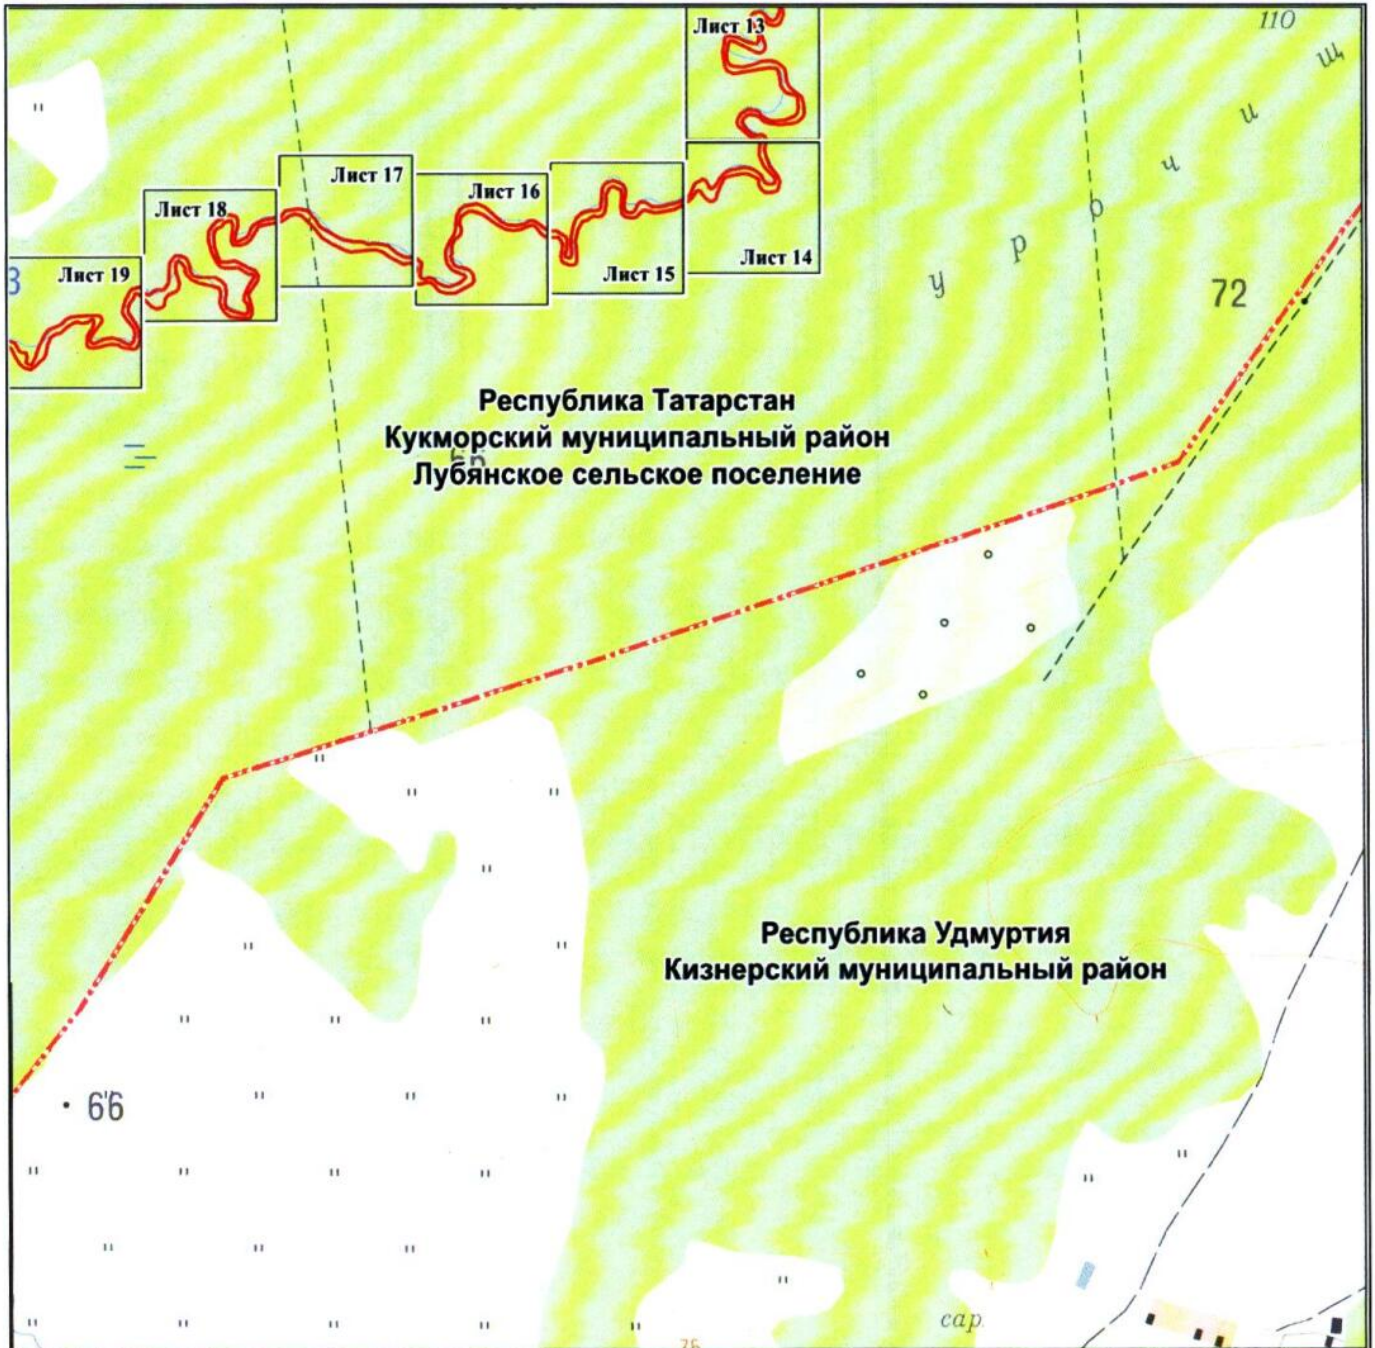 Лист 13
110
у р о ч и щ
Лист 17
Лист 16
Лист 18
Лист 14
Лист 15
Лист 19
3
72
Республика Татарстан
Кукморский муниципальный район
Лубянское сельское поселение
Республика Удмуртия
Кизнерский муниципальный район
66
сар.